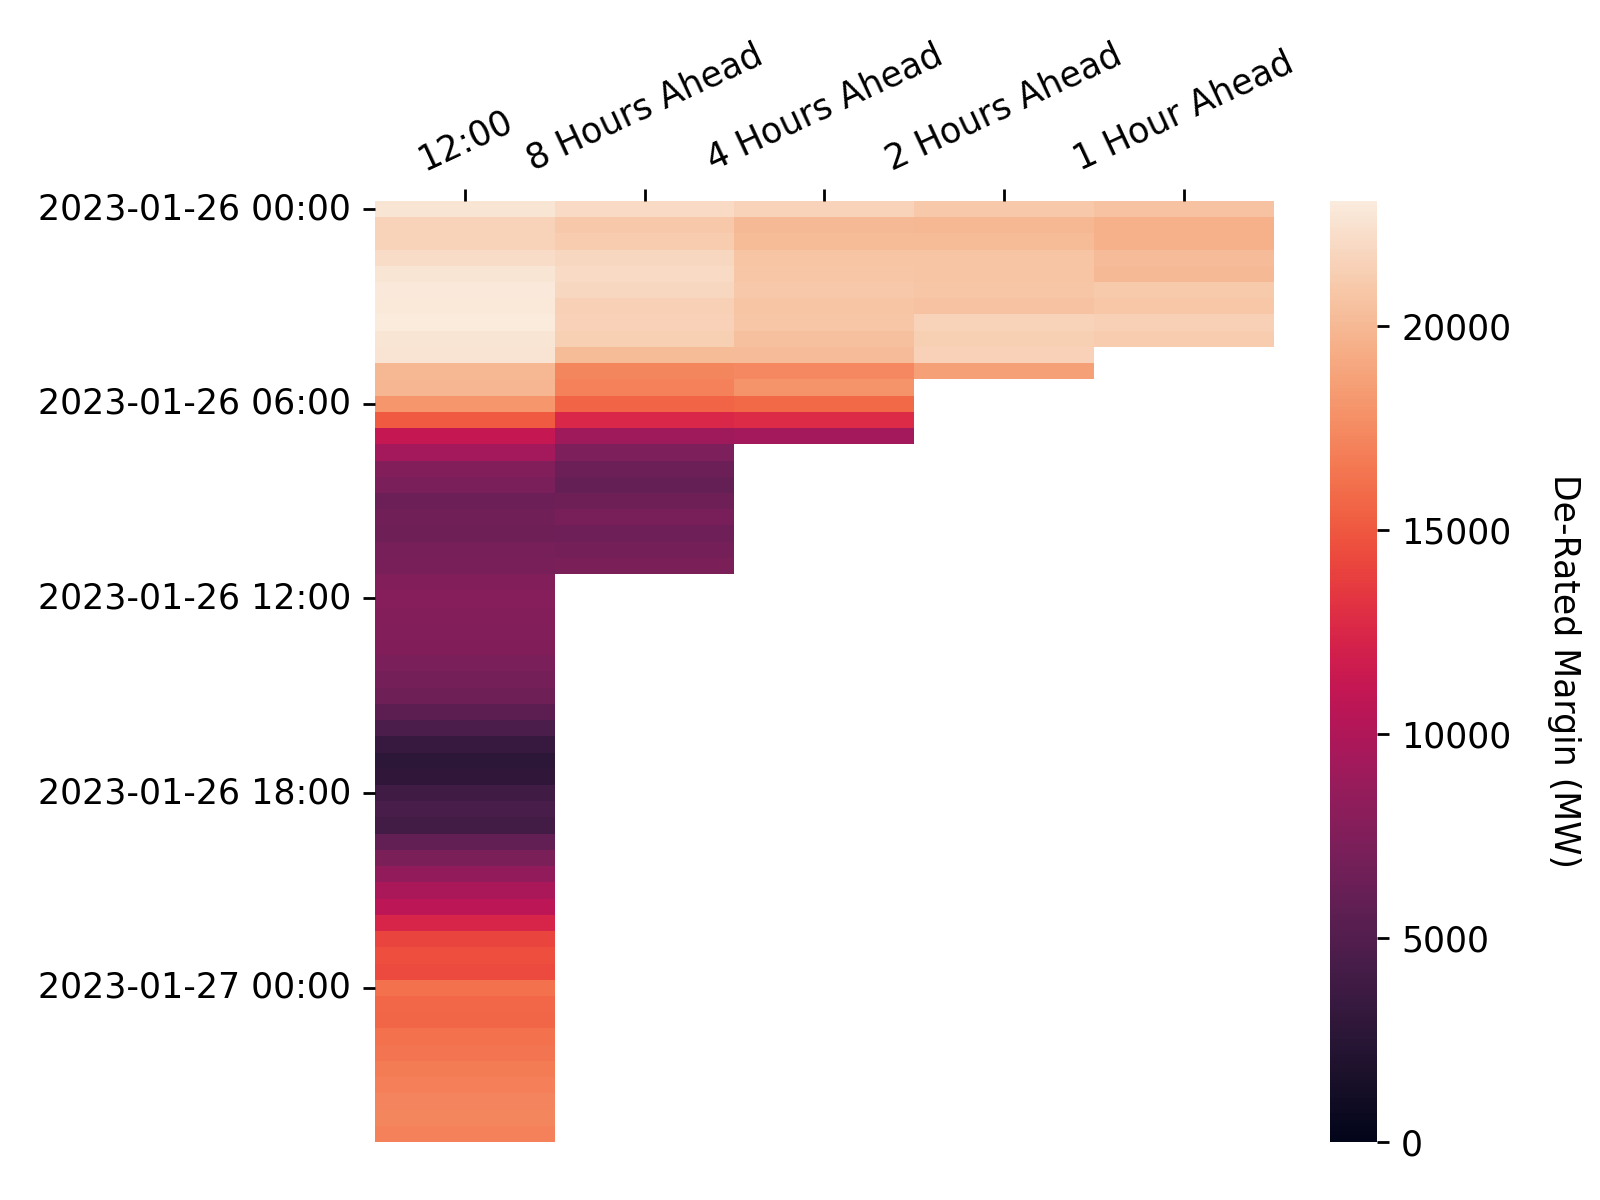 12:00
8 Hours Ahead
4 Hours Ahead
2 Hours Ahead
1 Hour Ahead
2023-01-26 00:00
2023-01-26 06:00
2023-01-26 12:00
2023-01-26 18:00
2023-01-27 00:00
20000
15000
10000
5000
0
De-Rated Margin (MW)